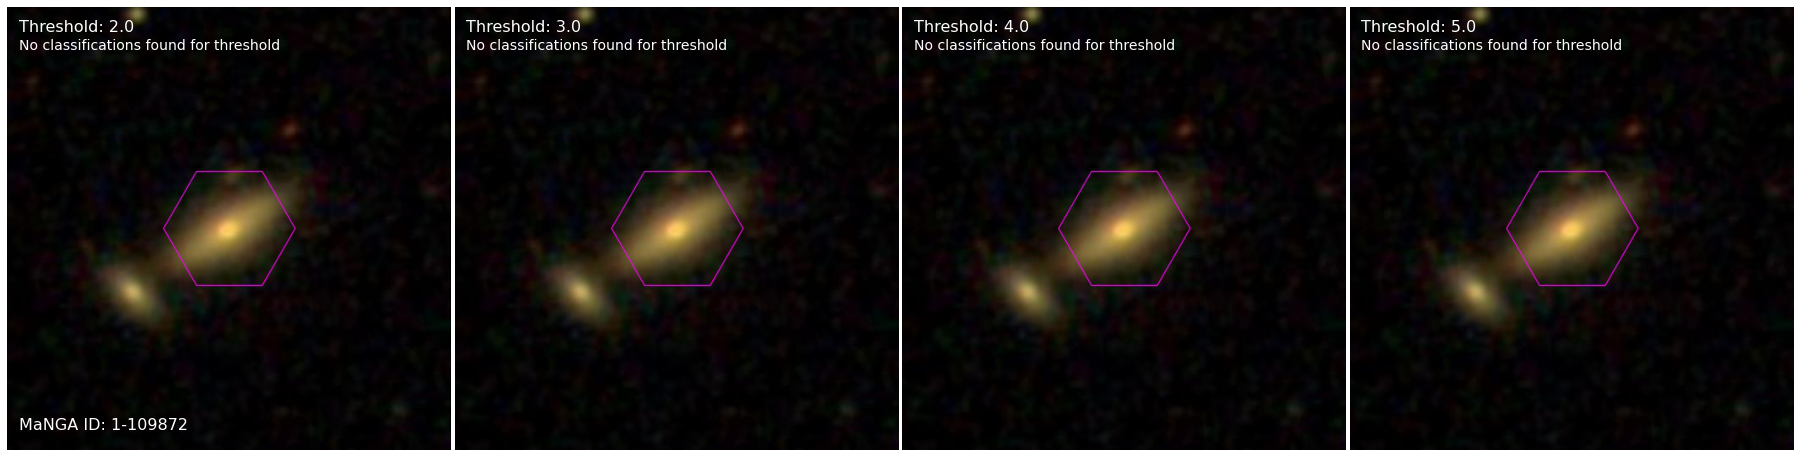 Threshold: 2.0
No classifications found for threshold
MaNGA ID: 1-109872
Threshold: 3.0
No classifications found for threshold
Threshold: 4.0
No classifications found for threshold
Threshold: 5.0
No classifications found for threshold